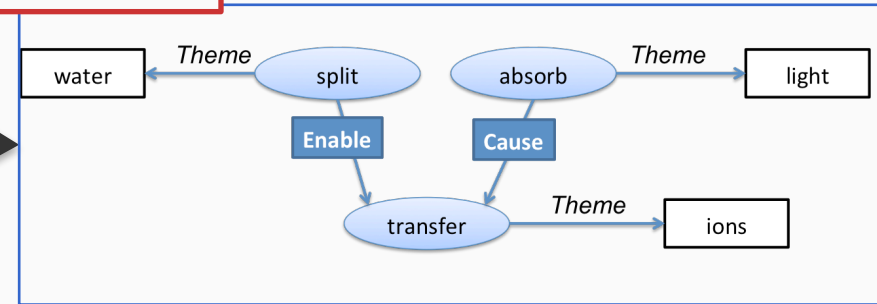 Theme
Theme
water
split
absorb
light
Enable
Cause
Theme
transfer
ions